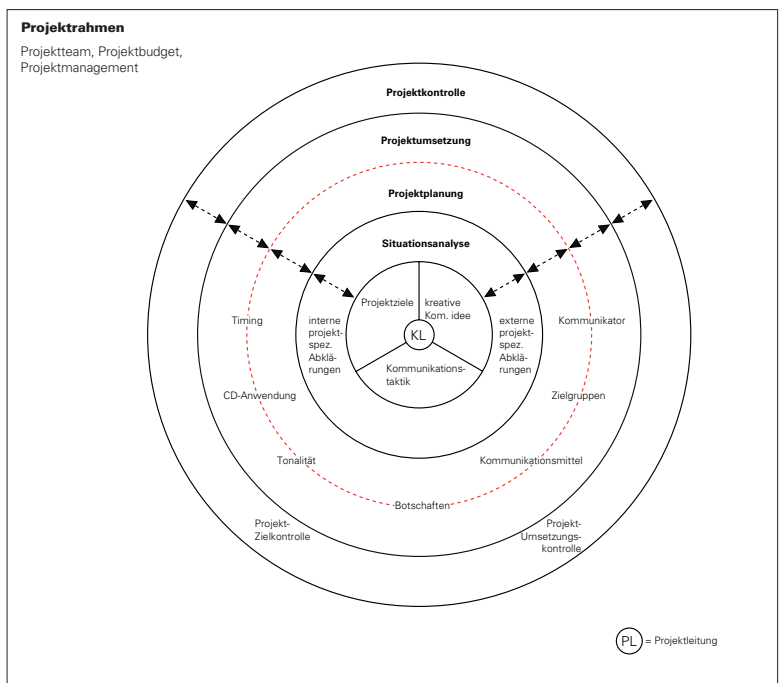 Projektrahmen
Projektteam, Projektbudget,
Projektmanagement
Projektkontrolle
Projektumsetzung
Projektplanung
Situationsanalyse
Projektziele
kreative
Kom. idee
KL
Kommunikations-
taktik
interne
projekt-
spez.
Abklä-
rungen
externe
projekt-
spez.
Abklä-
rungen
Timing
Kommunikator
CD-Anwendung
Zielgruppen
Tonalität
Kommunikationsmittel
Botschaften
Projekt-
Zielkontrolle
Projekt-
Umsetzungs-
kontrolle
PL = Projektleitung